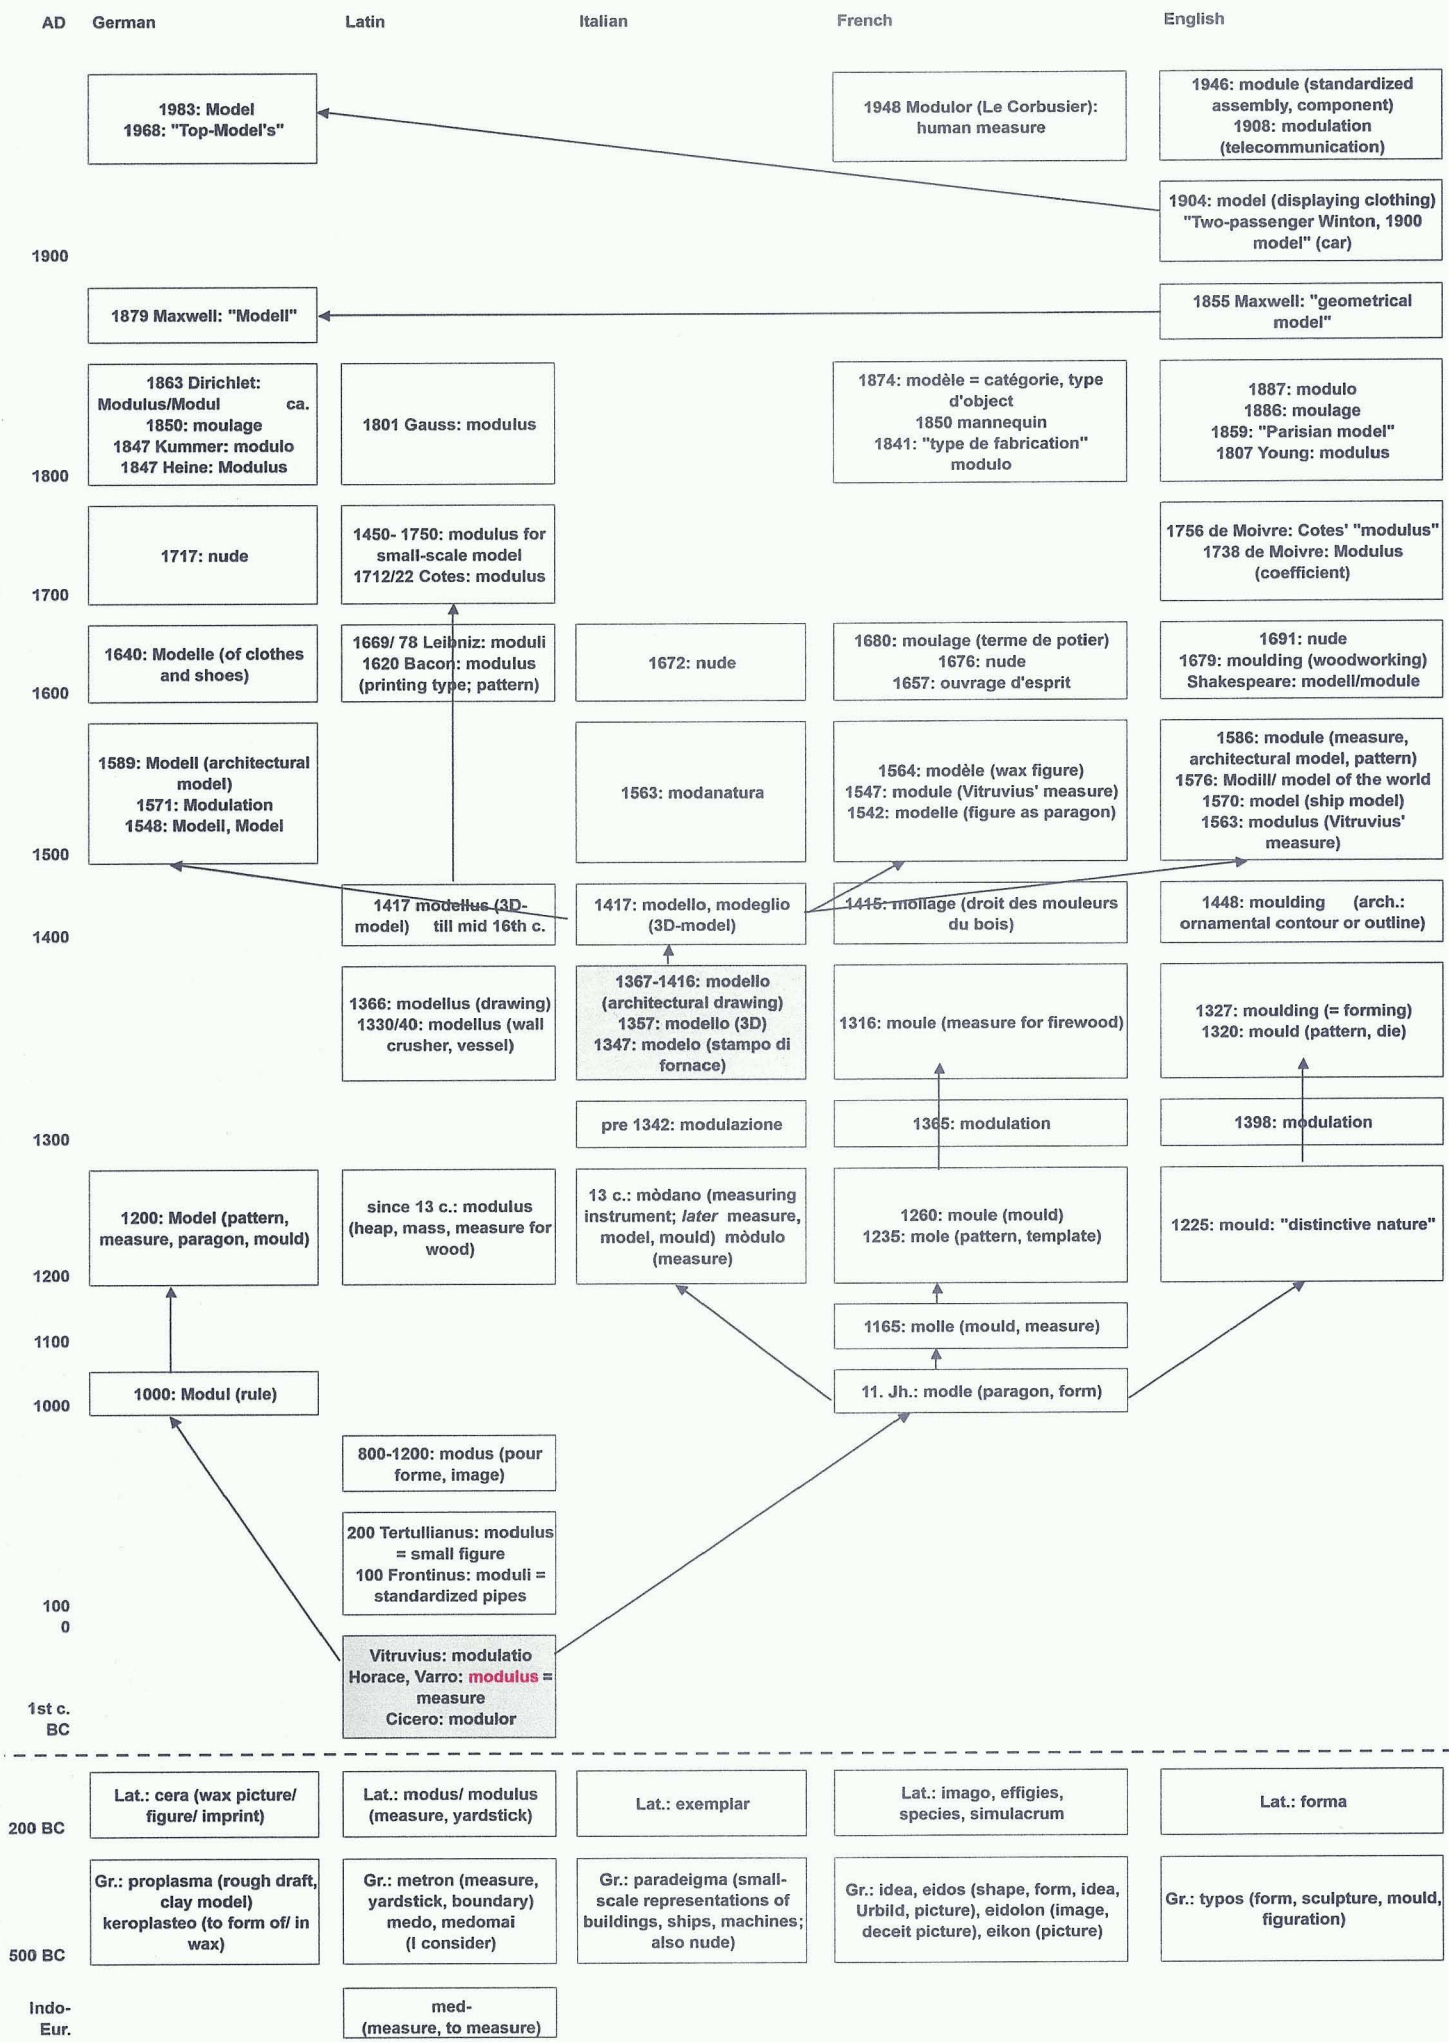 AD German Latin Italian French English
1983: Model
1968: "Top-Model's"
1948 Modulor (Le Corbusier):
human measure
1946: module (standardized
assembly, component)
1908: modulation
(telecommunication)
1904: model (displaying clothing)
"Two-passenger Winton, 1900
model" (car)
1900
1879 Maxwell: "Modell"
1855 Maxwell: "geometrical
model"
1863 Dirichlet:
Modulus/Modul ca.
1850: moulage
1847 Kummer: modulo
1847 Heine: Modulus
1801 Gauss: modulus
1874: modèle = catégorie, type
d'object
1850 mannequin
1841: "type de fabrication"
modulo
1887: modulo
1886: moulage
1859: "Parisian model"
1807 Young: modulus
1800
1717: nude
1450- 1750: modulus for
small-scale model
1712/22 Cotes: modulus
1756 de Moivre: Cotes' "modulus"
1738 de Moivre: Modulus
(coefficient)
1700
1640: Modelle (of clothes
and shoes)
1669/ 78 Leibniz: moduli
1620 Bacon: modulus
(printing type; pattern)
1672: nude
1680: moulage (terme de potier)
1676: nude
1657: ouvrage d'esprit
1691: nude
1679: moulding (woodworking)
Shakespeare: modell/module
1600
1589: Modell (architectural
model)
1571: Modulation
1548: Modell, Model
1563: modanatura
1564: modèle (wax figure)
1547: module (Vitruvius' measure)
1542: modelle (figure as paragon)
1586: module (measure,
architectural model, pattern)
1576: Modill/ model of the world
1570: model (ship model)
1563: modulus (Vitruvius'
measure)
1500
1417 modellus (3D-
model) till mid 16th c.
1417: modello, modeglio
(3D-model)
1415: mollage (droit des mouleurs
du bois)
1448: moulding (arch.:
ornamental contour or outline)
1400
1366: modellus (drawing)
1330/40: modellus (wall
crusher, vessel)
1367-1416: modello
(architectural drawing)
1357: modello (3D)
1347: modelo (stampo di
fornace)
1316: moule (measure for firewood)
1327: moulding (= forming)
1320: mould (pattern, die)
pre 1342: modulazione
1365: modulation
1398: modulation
1300
1200: Model (pattern,
measure, paragon, mould)
since 13 c.: modulus
(heap, mass, measure for
wood)
13 c.: mòdano (measuring
instrument; later measure,
model, mould) mòdulo
(measure)
1260: moule (mould)
1235: mole (pattern, template)
1225: mould: "distinctive nature"
1200
1165: molle (mould, measure)
1100
1000: Modul (rule)
11. Jh.: modle (paragon, form)
1000
800-1200: modus (pour
forme, image)
200 Tertullianus: modulus
= small figure
100 Frontinus: moduli =
standardized pipes
100
0
Vitruvius: modulatio
Horace, Varro: modulus =
measure
Cicero: modulor
1st c.
BC
Lat.: cera (wax picture/
figure/ imprint)
Lat.: modus/ modulus
(measure, yardstick)
Lat.: exemplar
Lat.: imago, effigies,
species, simulacrum
Lat.: forma
200 BC
Gr.: proplasma (rough draft,
clay model)
keroplasteo (to form of/ in
wax)
Gr.: metron (measure,
yardstick, boundary)
medo, medomai
(I consider)
Gr.: paradeigma (small-
scale representations of
buildings, ships, machines;
also nude)
Gr.: idea, eidos (shape, form, idea,
Urbild, picture), eidolon (image,
deceit picture), eikon (picture)
Gr.: typos (form, sculpture, mould,
figuration)
500 BC
Indo-
Eur.
med-
(measure, to measure)